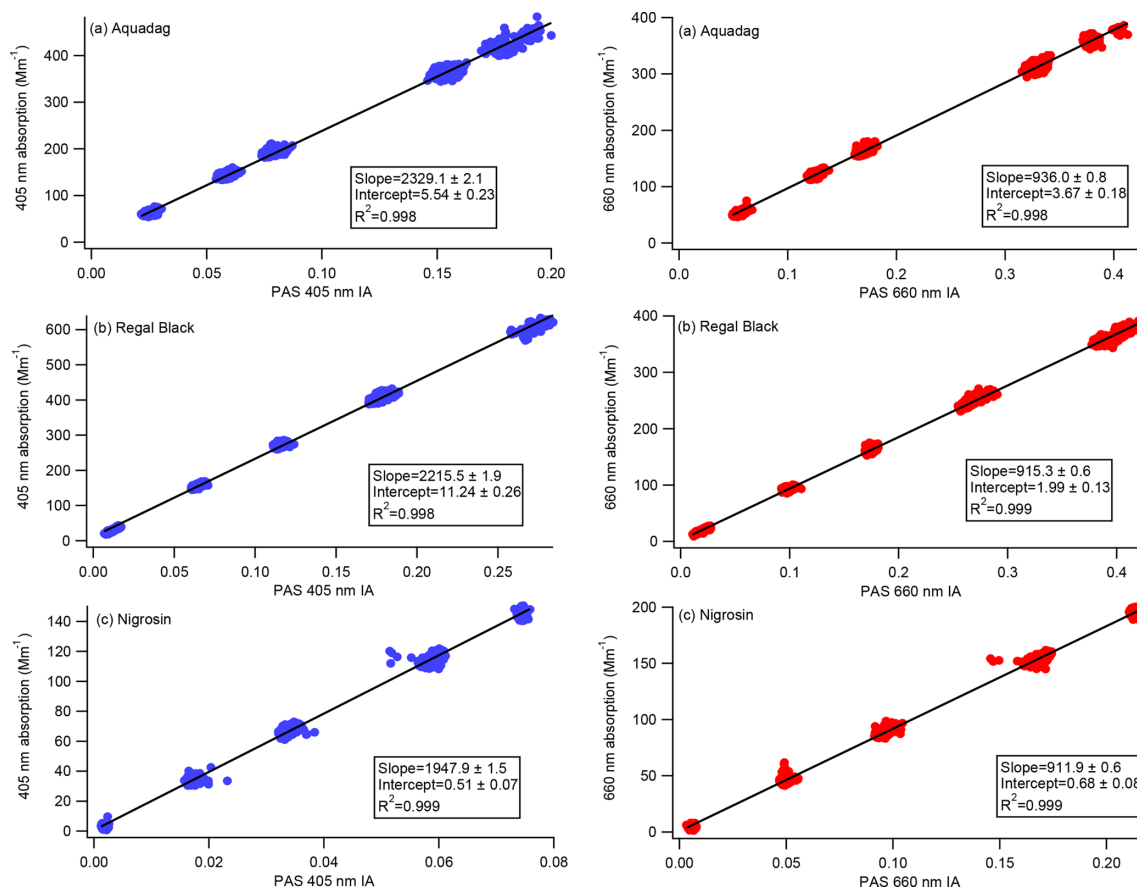 (a) Aquadag
405 nm absorption (Mm⁻¹)
400
300
200
100
0
Slope=2329.1 ± 2.1
Intercept=5.54 ± 0.23
R²=0.998
0.00 0.05 0.10 0.15 0.20
PAS 405 nm IA
(a) Aquadag
660 nm absorption (Mm⁻¹)
400
300
200
100
0
Slope=936.0 ± 0.8
Intercept=3.67 ± 0.18
R²=0.998
0.0 0.1 0.2 0.3 0.4
PAS 660 nm IA
(b) Regal Black
405 nm absorption (Mm⁻¹)
600
500
400
300
200
100
0
Slope=2215.5 ± 1.9
Intercept=11.24 ± 0.26
R²=0.998
0.00 0.05 0.10 0.15 0.20 0.25
PAS 405 nm IA
(b) Regal Black
660 nm absorption (Mm⁻¹)
400
300
200
100
0
Slope=915.3 ± 0.6
Intercept=1.99 ± 0.13
R²=0.999
0.0 0.1 0.2 0.3 0.4
PAS 660 nm IA
(c) Nigrosin
405 nm absorption (Mm⁻¹)
140
120
100
80
60
40
20
0
Slope=1947.9 ± 1.5
Intercept=0.51 ± 0.07
R²=0.999
0.00 0.02 0.04 0.06 0.08
PAS 405 nm IA
(c) Nigrosin
660 nm absorption (Mm⁻¹)
200
150
100
50
0
Slope=911.9 ± 0.6
Intercept=0.68 ± 0.08
R²=0.999
0.00 0.05 0.10 0.15 0.20
PAS 660 nm IA